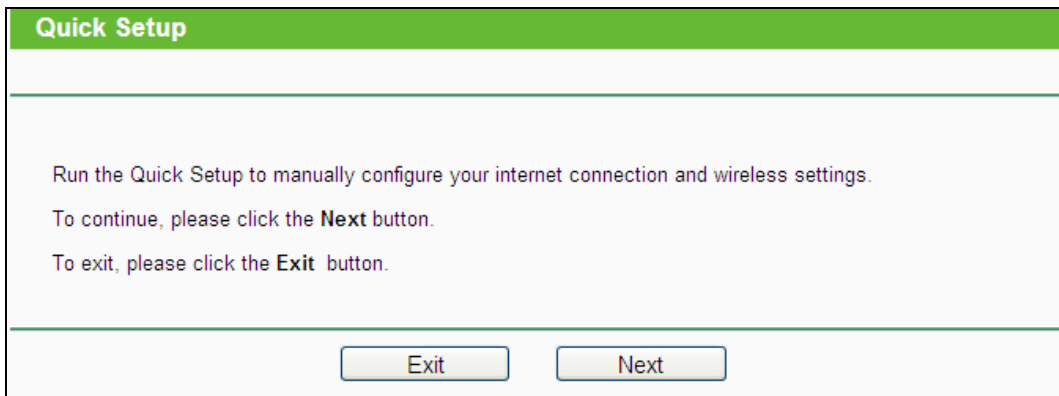 Quick Setup
Run the Quick Setup to manually configure your internet connection and wireless settings.
To continue, please click the Next button.
To exit, please click the Exit button.
Exit
Next